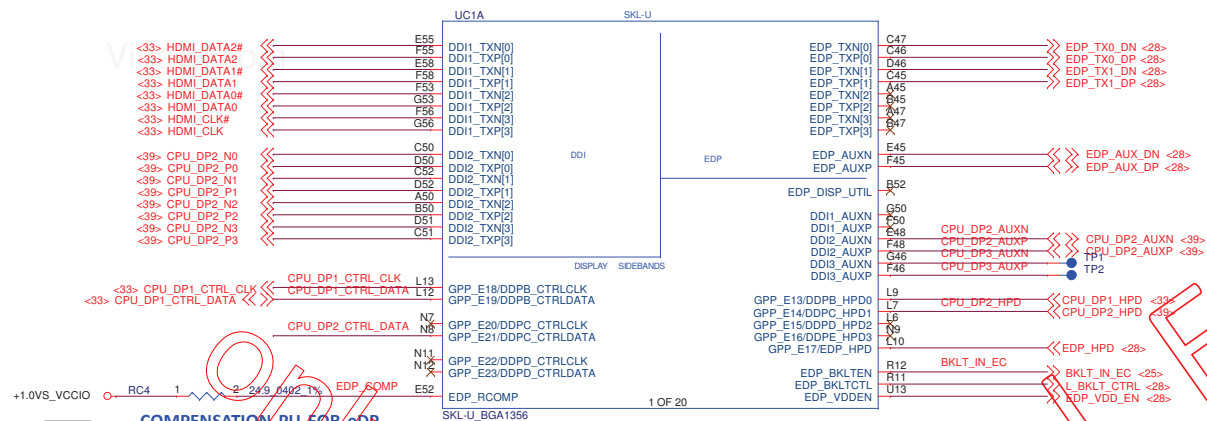 UC1A SKL-U
<33> HDMI_DATA2# E55 DDI1_TXN[0] EDP_TXN[0] C47 EDP_TX0_DN <28>
<33> HDMI_DATA2 F55 DDI1_TXP[0] EDP_TXP[0] C46 EDP_TX0_DP <28>
<33> HDMI_DATA1# E58 DDI1_TXN[1] EDP_TXN[1] D46 EDP_TX1_DN <28>
<33> HDMI_DATA1 F58 DDI1_TXP[1] EDP_TXP[1] C45 EDP_TX1_DP <28>
<33> HDMI_DATA0# F53 DDI1_TXN[2] EDP_TXN[2] A45
<33> HDMI_DATA0 G53 DDI1_TXP[2] EDP_TXP[2] B45
<33> HDMI_CLK# F56 DDI1_TXN[3] EDP_TXN[3] A47
<33> HDMI_CLK G56 DDI1_TXP[3] EDP_TXP[3] B47
<39> CPU_DP2_N0 C50 DDI2_TXN[0] DDI EDP EDP_AUXN E45 EDP_AUX_DN <28>
<39> CPU_DP2_P0 D50 DDI2_TXP[0] EDP_AUXP F45 EDP_AUX_DP <28>
<39> CPU_DP2_N1 C52 DDI2_TXN[1]
<39> CPU_DP2_P1 D52 DDI2_TXP[1] EDP_DISP_UTIL B52
<39> CPU_DP2_N2 A50 DDI2_TXN[2]
<39> CPU_DP2_P2 B50 DDI2_TXP[2] DDI1_AUXN G50
<39> CPU_DP2_N3 D51 DDI2_TXN[3] DDI1_AUXP F50
<39> CPU_DP2_P3 C51 DDI2_TXP[3] DDI2_AUXN E48 CPU_DP2_AUXN CPU_DP2_AUXN <39>
DDI2_AUXP F48 CPU_DP2_AUXP CPU_DP2_AUXP <39>
DISPLAY SIDEBANDS DDI3_AUXN G46 CPU_DP3_AUXN TP1
DDI3_AUXP F46 CPU_DP3_AUXP TP2
<33> CPU_DP1_CTRL_CLK CPU_DP1_CTRL_CLK L13 GPP_E18/DDPB_CTRLCLK
<33> CPU_DP1_CTRL_DATA CPU_DP1_CTRL_DATA L12 GPP_E19/DDPB_CTRLDATA GPP_E13/DDPB_HPD0 L9 CPU_DP1_HPD <33>
GPP_E14/DDPC_HPD1 L7 CPU_DP2_HPD CPU_DP2_HPD <39>
N7 GPP_E20/DDPC_CTRLCLK GPP_E15/DDPD_HPD2 L6
CPU_DP2_CTRL_DATA N8 GPP_E21/DDPC_CTRLDATA GPP_E16/DDPE_HPD3 N9
GPP_E17/EDP_HPD L10 EDP_HPD <28>
N11 GPP_E22/DDPD_CTRLCLK
N12 GPP_E23/DDPD_CTRLDATA EDP_BKLTEN R12 BKLT_IN_EC BKLT_IN_EC <25>
EDP_BKLTCTL R11 L_BKLT_CTRL <28>
+1.0VS_VCCIO RC4 1 2 24.9_0402_1% EDP_COMP E52 EDP_RCOMP 1 OF 20 EDP_VDDEN U13 EDP_VDD_EN <28>
SKL-U_BGA1356
COMPENSATION PU FOR eDP